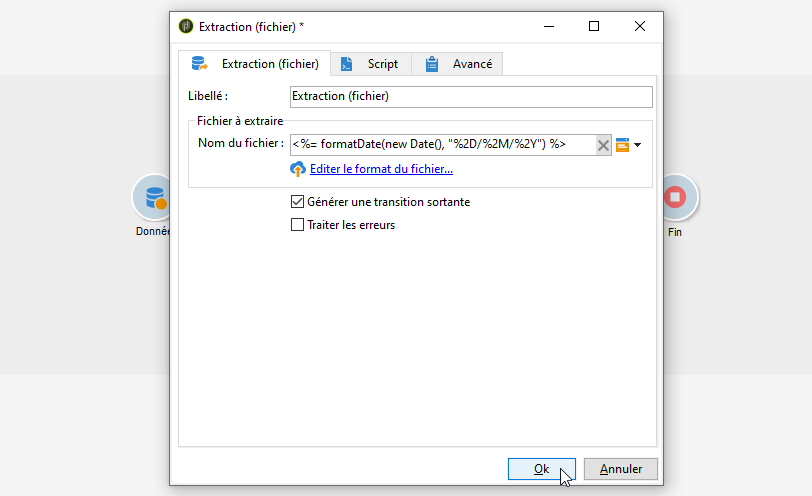 Extraction (fichier) *
Extraction (fichier)
Script
Avancé
Libellé :
Extraction (fichier)
Fichier à extraire
Nom du fichier :
<%= formatDate(new Date(), "%2D/%2M/%2Y") %>
Editer le format du fichier...
Générer une transition sortante
Traiter les erreurs
Donnée
Fin
Ok
Annuler